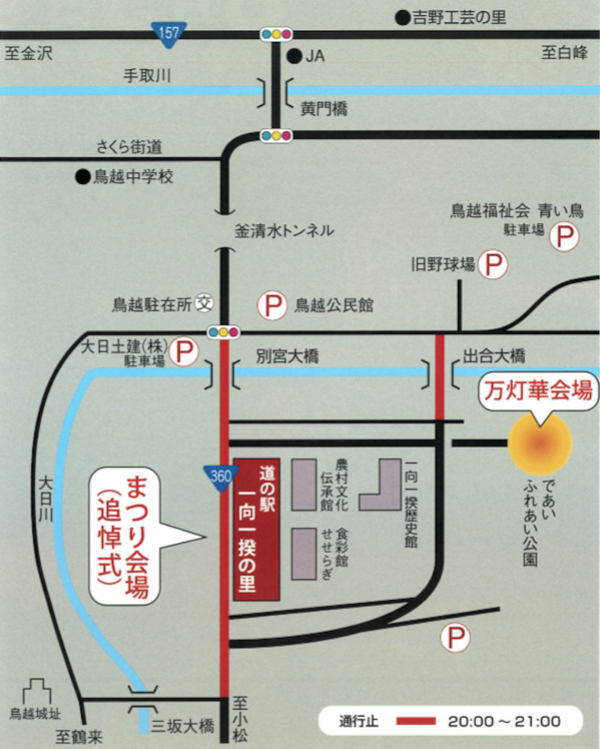 157
吉野工芸の里
至金沢
JA
至白峰
手取川
黄門橋
さくら街道
鳥越中学校
鳥越福祉会 青い鳥
駐車場 P
釜清水トンネル
旧野球場 P
鳥越駐在所 交
P 鳥越公民館
大日土建(株)
駐車場 P
別宮大橋
出合大橋
万灯華会場
360
道の駅
一向一揆の里
農村文化
伝承館
一向一揆歴史館
食彩館
せせらぎ
であい
ふれあい公園
大日川
まつり会場
(追悼式)
P
鳥越城址
至鶴来
三坂大橋
至小松
通行止 20:00~21:00